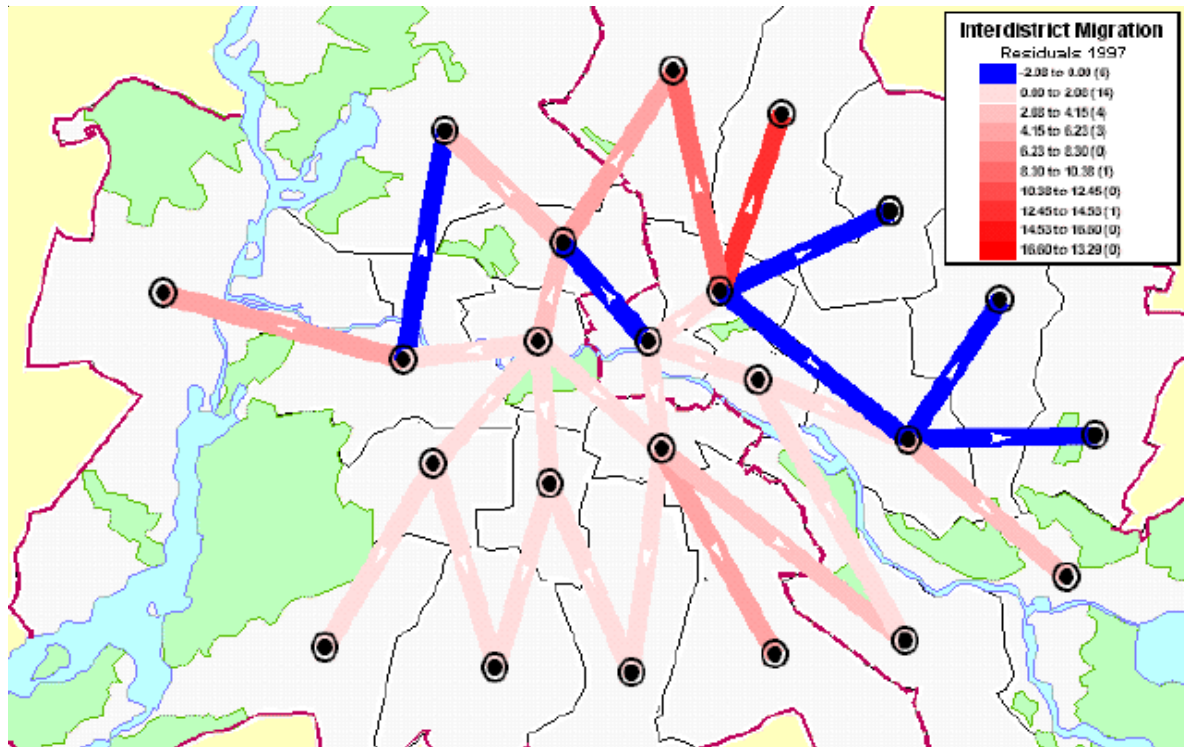 Interdistrict Migration
Residuals 1997
-2.08 to 0.00 (6)
0.00 to 2.08 (14)
2.08 to 4.15 (4)
4.15 to 6.23 (3)
6.23 to 8.30 (0)
8.30 to 10.38 (1)
10.38 to 12.45 (0)
12.45 to 14.53 (1)
14.53 to 16.60 (0)
16.60 to 13.29 (0)